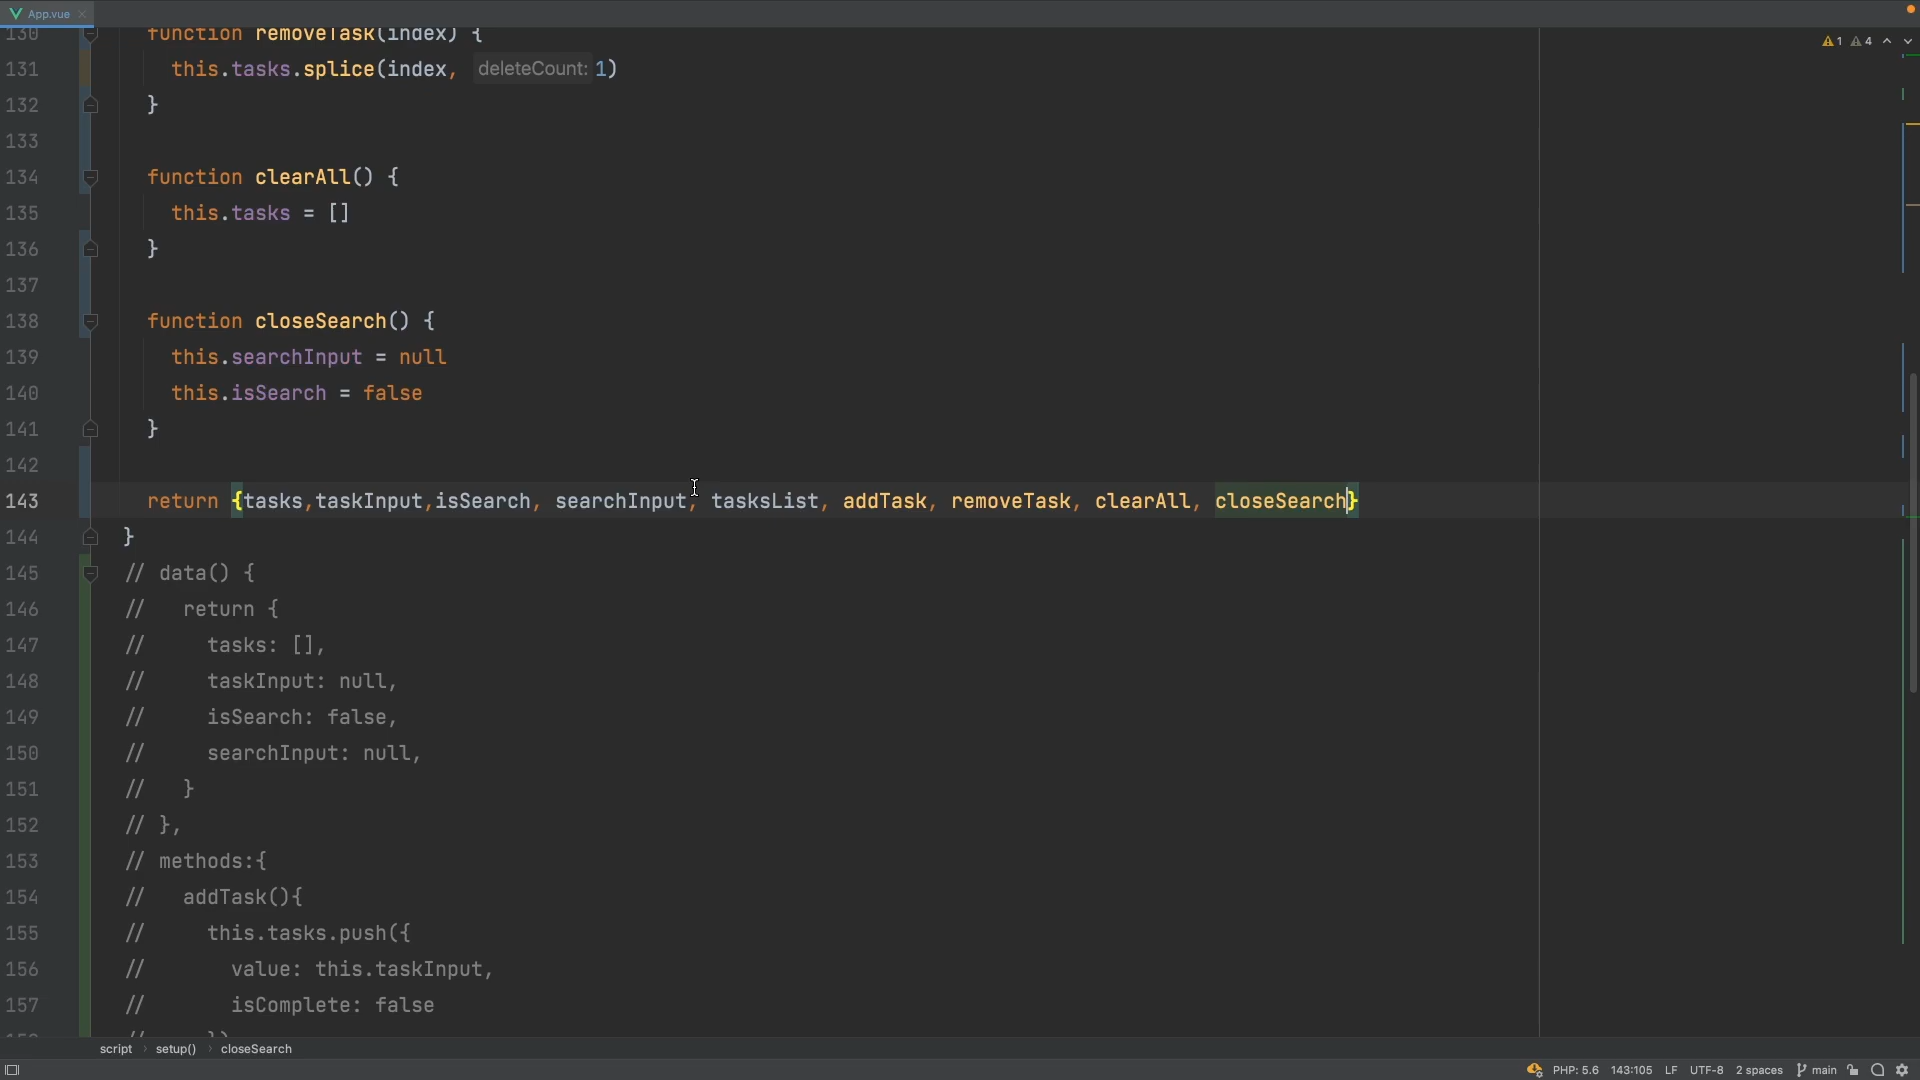 App.vue
130 function removeTask(index) {
1 4
131 this.tasks.splice(index, deleteCount: 1)
132 }
133
134 function clearAll() {
135 this.tasks = []
136 }
137
138 function closeSearch() {
139 this.searchInput = null
140 this.isSearch = false
141 }
142
143 return {tasks,taskInput,isSearch, searchInput, tasksList, addTask, removeTask, clearAll, closeSearch}
144 }
145 // data() {
146 // return {
147 // tasks: [],
148 // taskInput: null,
149 // isSearch: false,
150 // searchInput: null,
151 // }
152 // },
153 // methods:{
154 // addTask(){
155 // this.tasks.push({
156 // value: this.taskInput,
157 // isComplete: false
158 // })
script › setup() › closeSearch
PHP: 5.6 143:105 LF UTF-8 2 spaces main